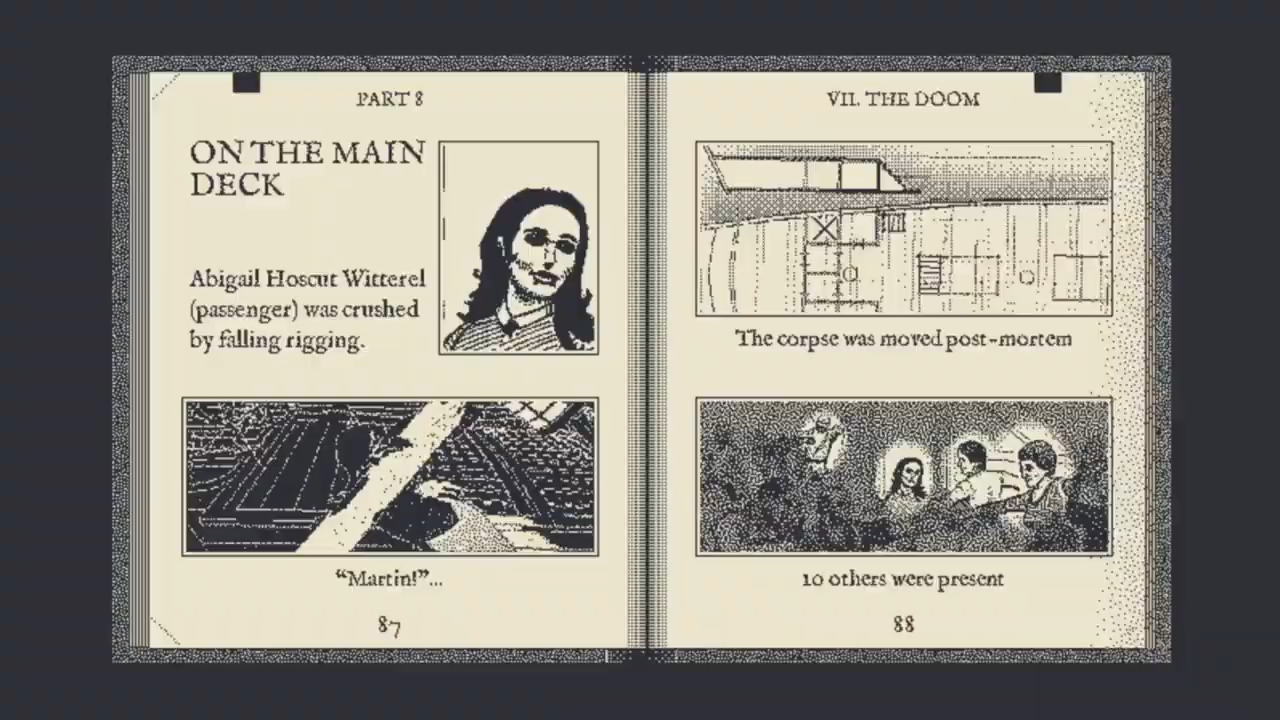 PART 8
ON THE MAIN
DECK
Abigail Hoscut Witterel
(passenger) was crushed
by falling rigging.
“Martin!”...
87
VII. THE DOOM
The corpse was moved post-mortem
10 others were present
88